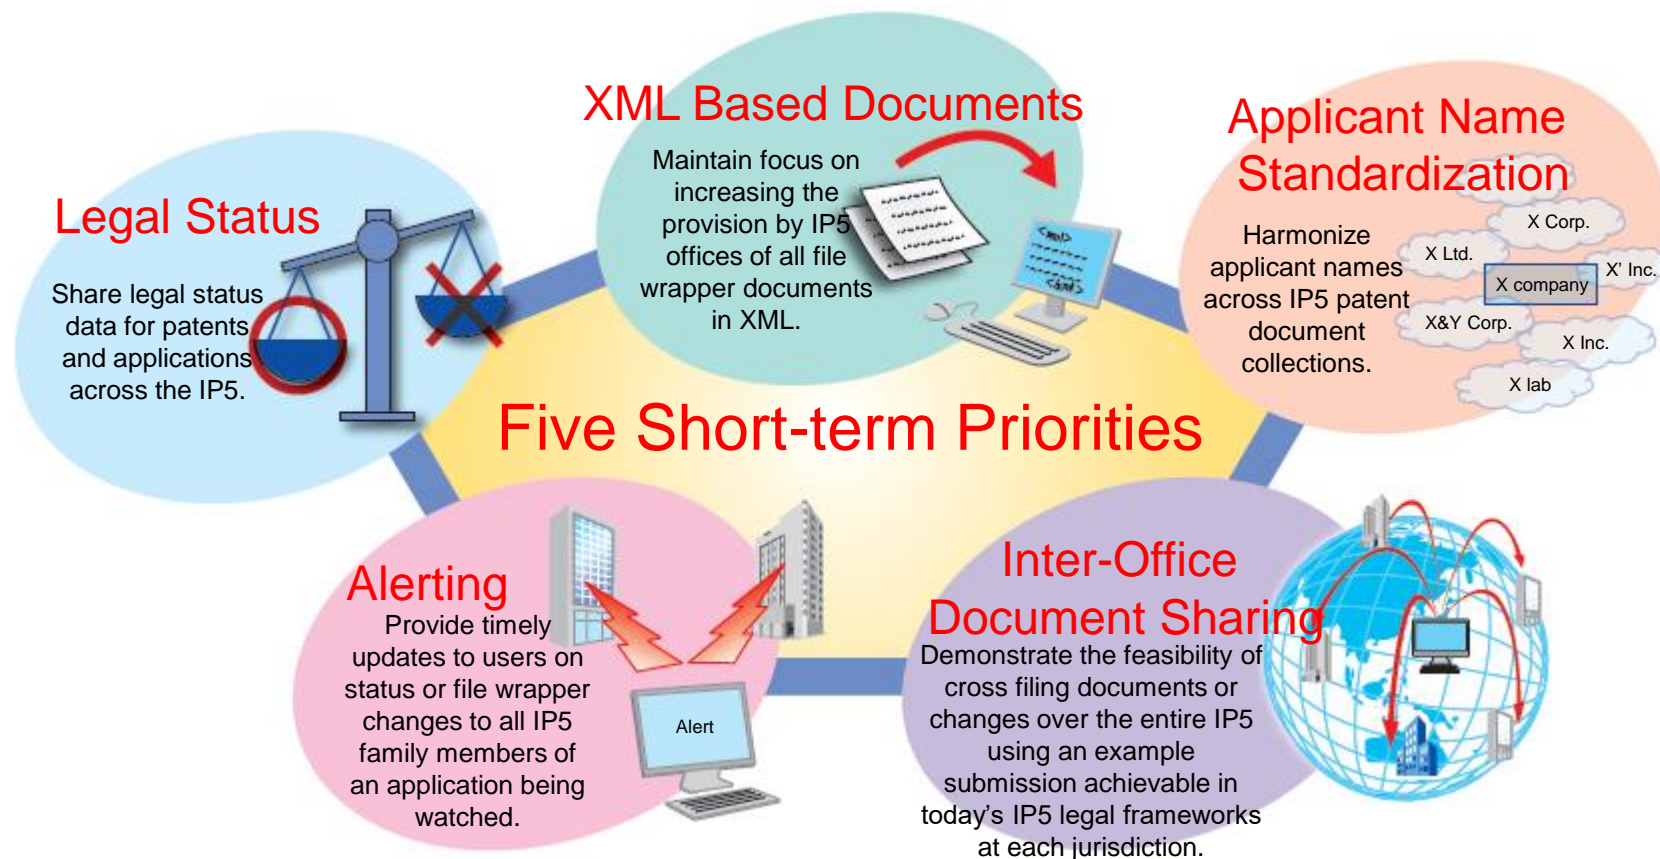 XML Based Documents
Maintain focus on
increasing the
provision by IP5
offices of all file
wrapper documents
in XML.
<xml>
Applicant Name
Standardization
Harmonize
applicant names
across IP5 patent
document
collections.
X Corp.
X Ltd.
X' Inc.
X company
X&Y Corp.
X Inc.
X lab
Legal Status
Share legal status
data for patents
and applications
across the IP5.
Five Short-term Priorities
Alerting
Provide timely
updates to users on
status or file wrapper
changes to all IP5
family members of
an application being
watched.
Alert
Inter-Office
Document Sharing
Demonstrate the feasibility of
cross filing documents or
changes over the entire IP5
using an example
submission achievable in
today's IP5 legal frameworks
at each jurisdiction.